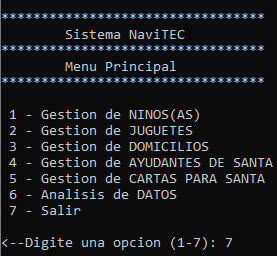 *********************************
Sistema NaviTEC
*********************************
Menu Principal
*********************************
1 - Gestion de NINOS(AS)
2 - Gestion de JUGUETES
3 - Gestion de DOMICILIOS
4 - Gestion de AYUDANTES DE SANTA
5 - Gestion de CARTAS PARA SANTA
6 - Analisis de DATOS
7 - Salir
<--Digite una opcion (1-7): 7